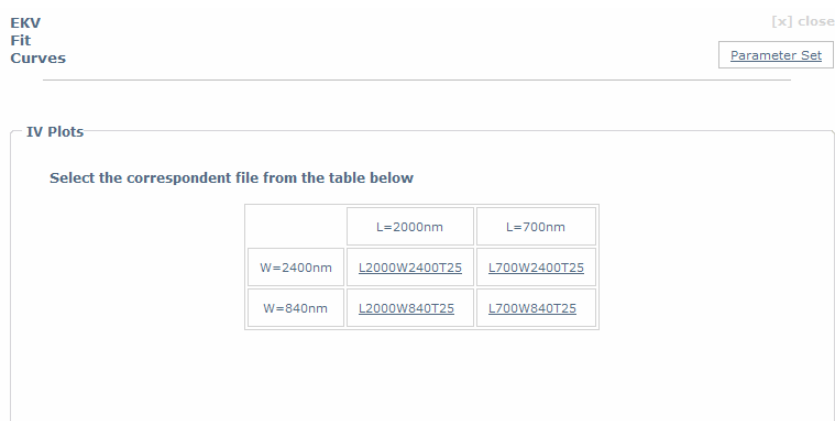 EKV
Fit
Curves
[x] close
Parameter Set
IV Plots
Select the correspondent file from the table below
L=2000nm L=700nm
W=2400nm L2000W2400T25 L700W2400T25
W=840nm L2000W840T25 L700W840T25